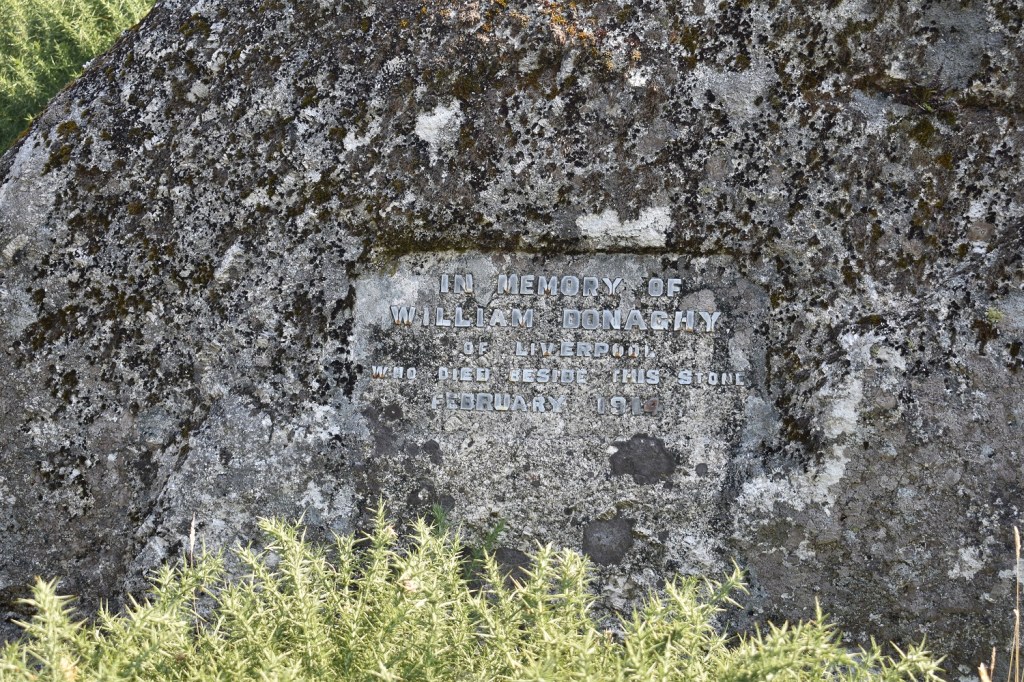 IN MEMORY OF
WILLIAM DONAGHY
OF LIVERPOOL
WHO DIED BESIDE THIS STONE
FEBRUARY